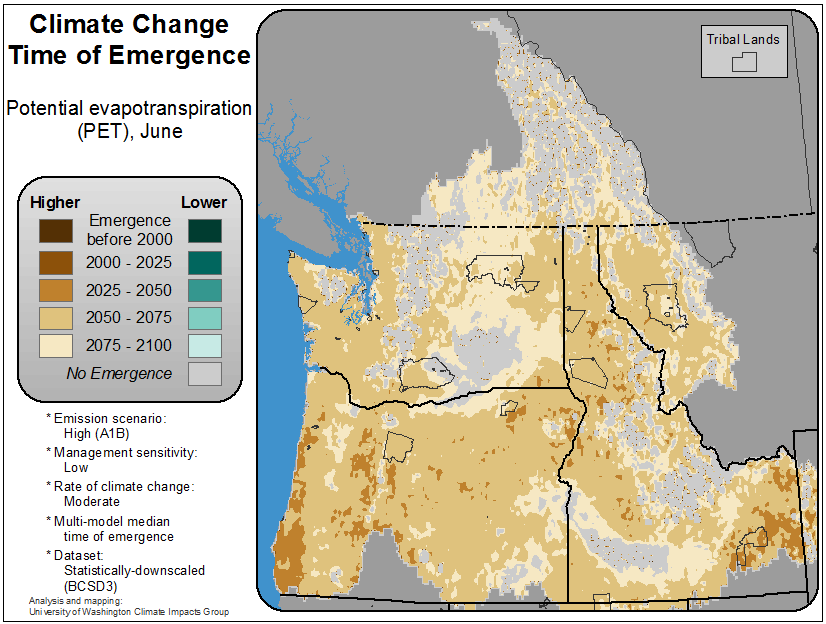 Climate Change
Time of Emergence
Potential evapotranspiration
(PET), June
Higher Lower
Emergence
before 2000
2000 - 2025
2025 - 2050
2050 - 2075
2075 - 2100
No Emergence
* Emission scenario:
High (A1B)
* Management sensitivity:
Low
* Rate of climate change:
Moderate
* Multi-model median
time of emergence
* Dataset:
Statistically-downscaled
(BCSD3)
Analysis and mapping:
University of Washington Climate Impacts Group
Tribal Lands